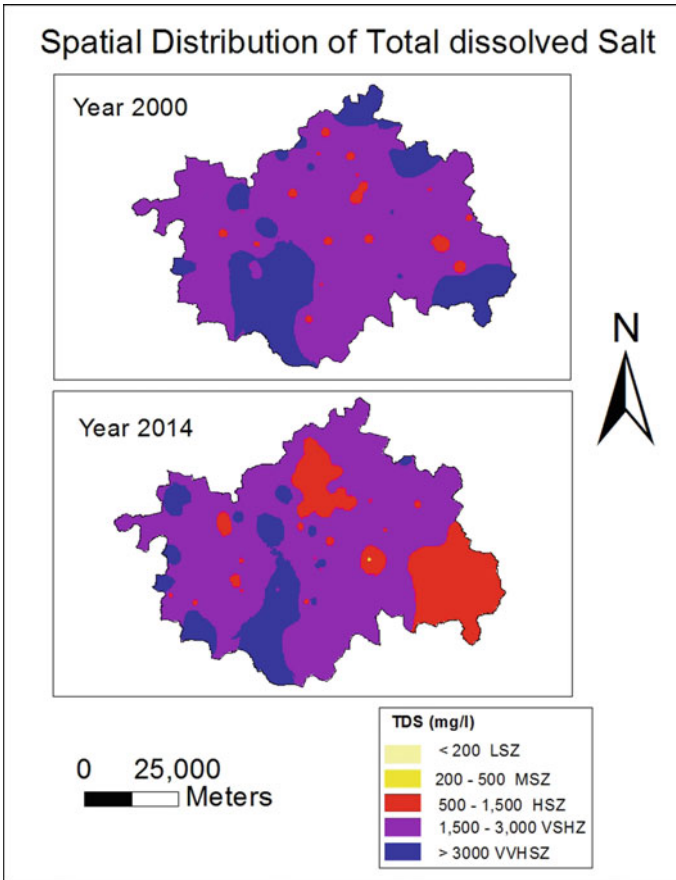 Spatial Distribution of Total dissolved Salt
Year 2000
N
Year 2014
TDS (mg/l)
< 200 LSZ
200 - 500 MSZ
500 - 1,500 HSZ
1,500 - 3,000 VSHZ
> 3000 VVHSZ
0 25,000
Meters